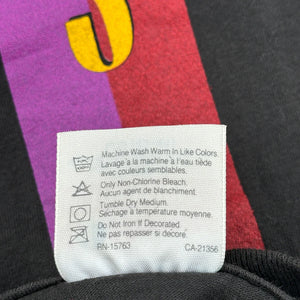 5
Machine Wash Warm In Like Colors.
Lavage à la machine à l'eau tiède
avec couleurs semblables.
Only Non-Chlorine Bleach.
Aucun agent de blanchiment.
Tumble Dry Medium.
Séchage à température moyenne.
Do Not Iron If Decorated
Ne pas repasser si décoré
RN-15763 CA-21356